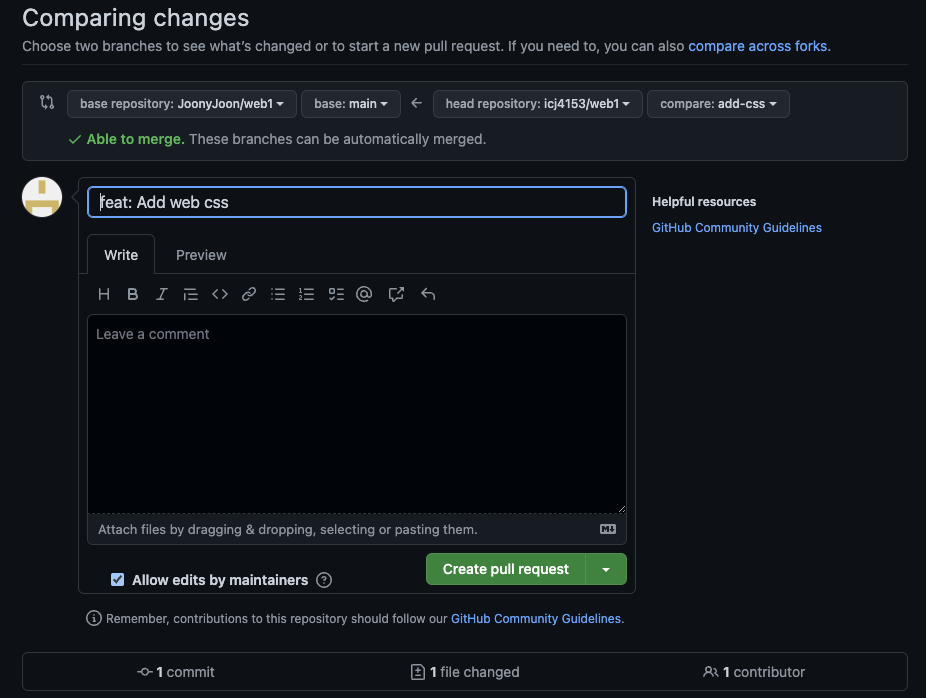 Comparing changes
Choose two branches to see what's changed or to start a new pull request. If you need to, you can also compare across forks.
base repository: JoonyJoon/web1 base: main head repository: icj4153/web1 compare: add-css
Able to merge. These branches can be automatically merged.
feat: Add web css
Helpful resources
GitHub Community Guidelines
Write Preview
Leave a comment
Attach files by dragging & dropping, selecting or pasting them.
Allow edits by maintainers
Create pull request
Remember, contributions to this repository should follow our GitHub Community Guidelines.
1 commit 1 file changed 1 contributor